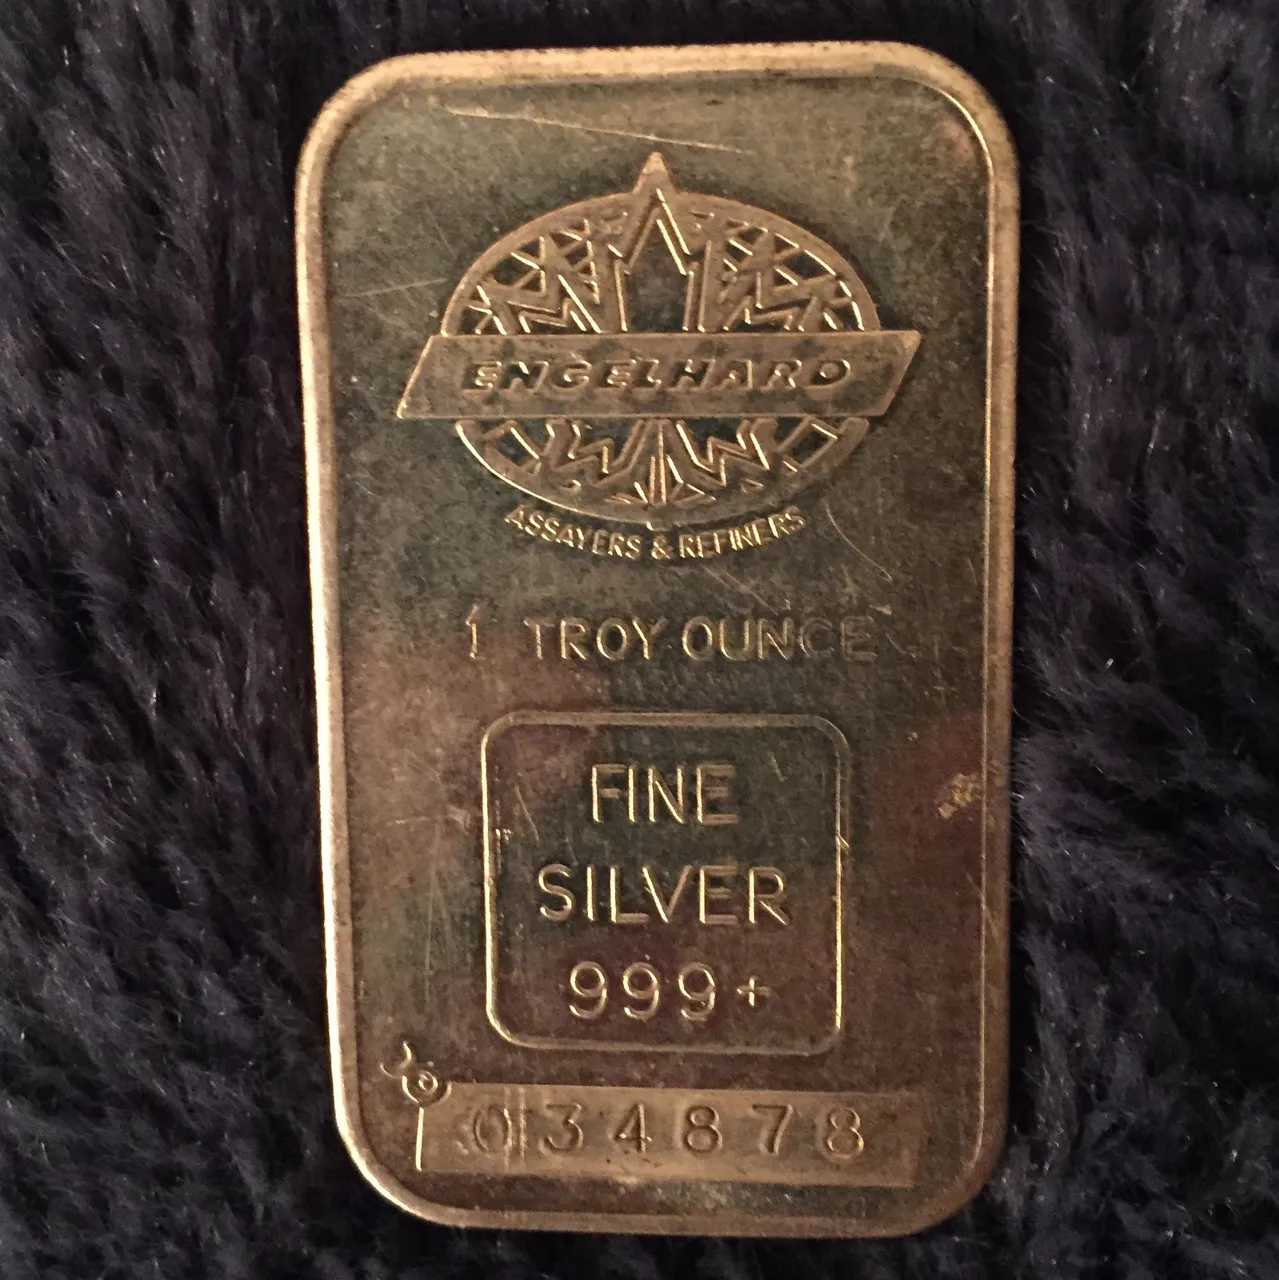 ENGELHARD
ASSAYERS & REFINERS
1 TROY OUNCE
FINE
SILVER
999+
034878